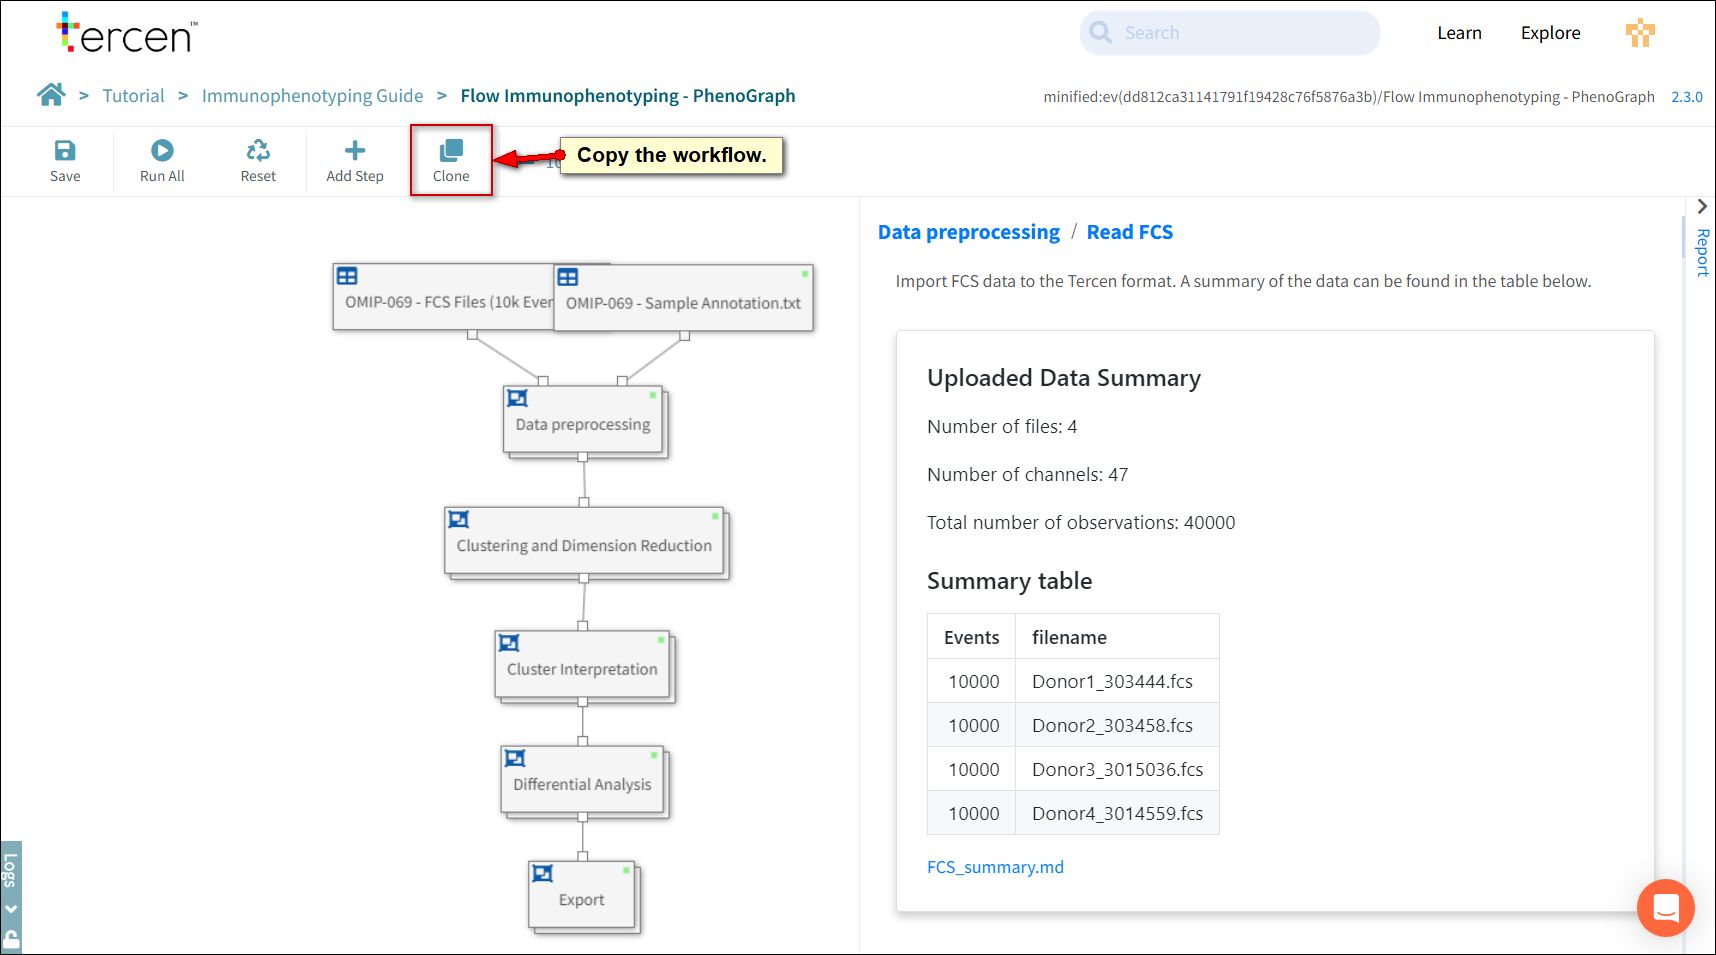 tercen™
Search
Learn
Explore
> Tutorial > Immunophenotyping Guide > Flow Immunophenotyping - PhenoGraph
minified:ev(dd812ca31141791f19428c76f5876a3b)/Flow Immunophenotyping - PhenoGraph 2.3.0
Save
Run All
Reset
Add Step
Clone
Copy the workflow.
OMIP-069 - FCS Files (10k Even
OMIP-069 - Sample Annotation.txt
Data preprocessing
Clustering and Dimension Reduction
Cluster Interpretation
Differential Analysis
Export
Logs
Data preprocessing / Read FCS
Import FCS data to the Tercen format. A summary of the data can be found in the table below.
Uploaded Data Summary
Number of files: 4
Number of channels: 47
Total number of observations: 40000
Summary table
Events filename
10000 Donor1_303444.fcs
10000 Donor2_303458.fcs
10000 Donor3_3015036.fcs
10000 Donor4_3014559.fcs
FCS_summary.md
Report